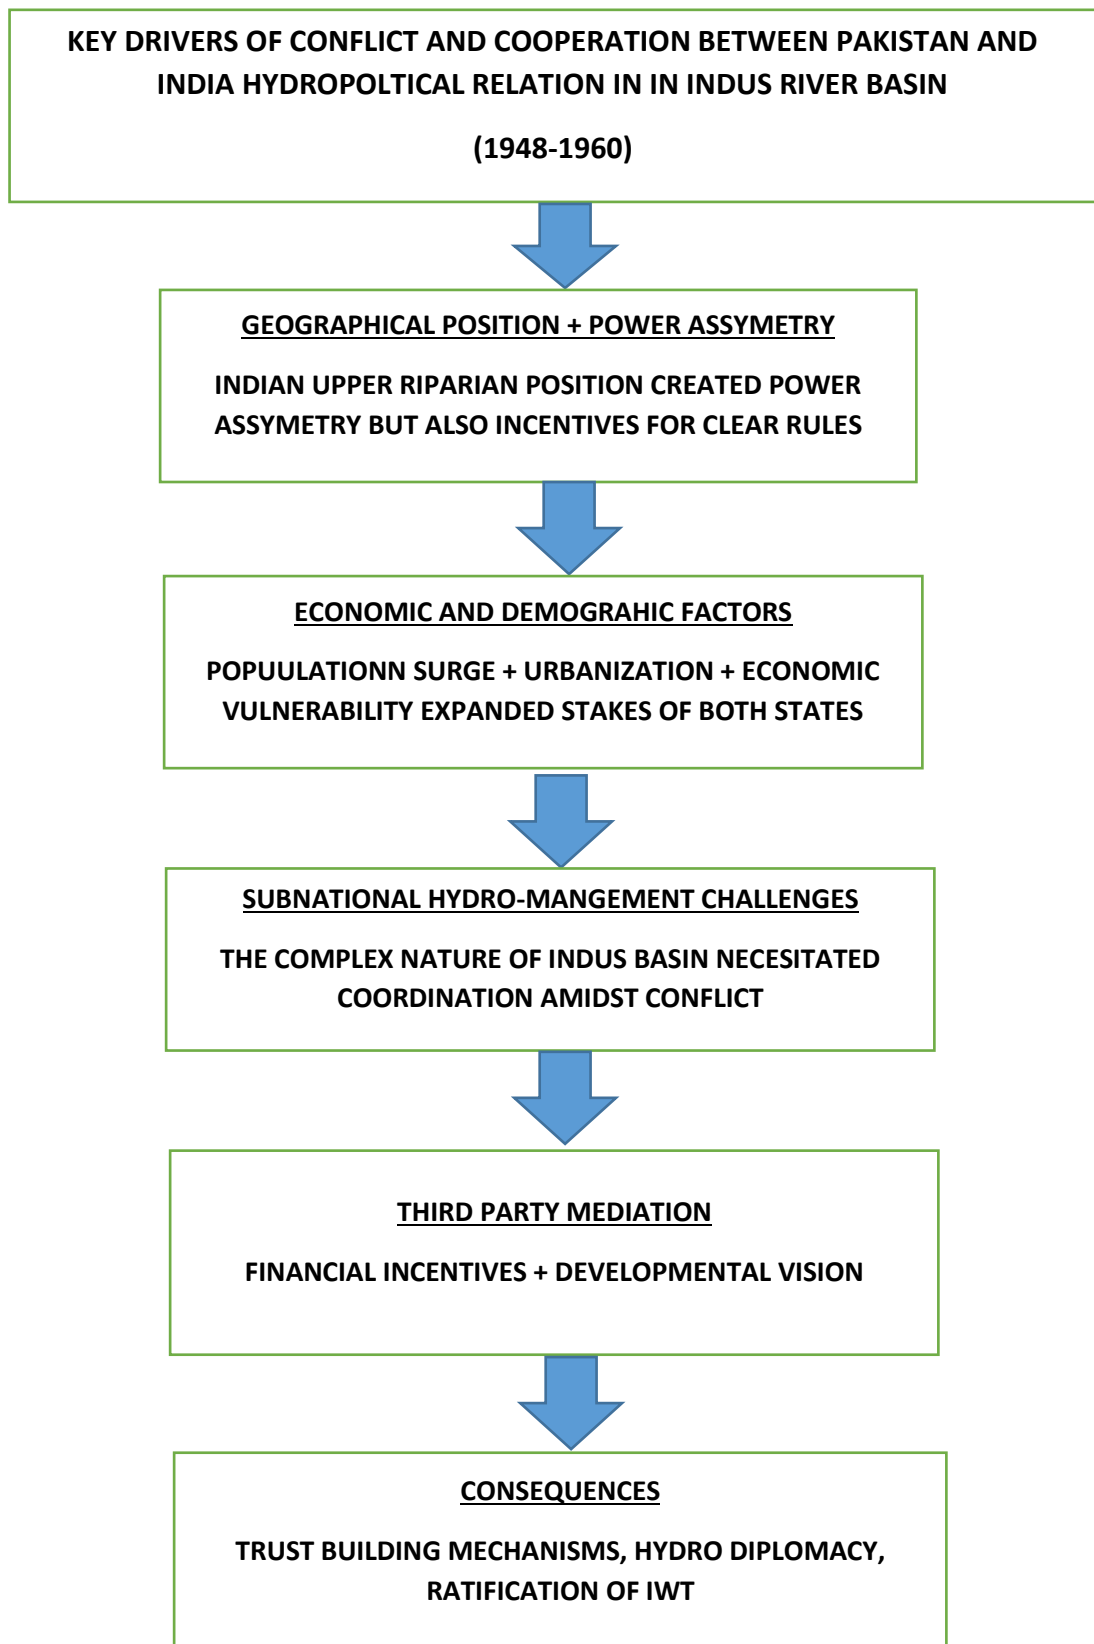 KEY DRIVERS OF CONFLICT AND COOPERATION BETWEEN PAKISTAN AND
INDIA HYDROPOLTICAL RELATION IN IN INDUS RIVER BASIN
(1948-1960)
GEOGRAPHICAL POSITION + POWER ASSYMETRY
INDIAN UPPER RIPARIAN POSITION CREATED POWER
ASSYMETRY BUT ALSO INCENTIVES FOR CLEAR RULES
ECONOMIC AND DEMOGRAHIC FACTORS
POPUULATIONN SURGE + URBANIZATION + ECONOMIC
VULNERABILITY EXPANDED STAKES OF BOTH STATES
SUBNATIONAL HYDRO-MANGEMENT CHALLENGES
THE COMPLEX NATURE OF INDUS BASIN NECESITATED
COORDINATION AMIDST CONFLICT
THIRD PARTY MEDIATION
FINANCIAL INCENTIVES + DEVELOPMENTAL VISION
CONSEQUENCES
TRUST BUILDING MECHANISMS, HYDRO DIPLOMACY,
RATIFICATION OF IWT